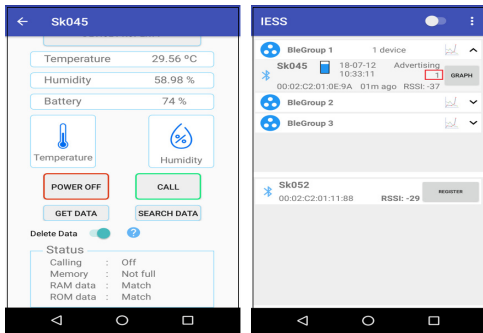 Sk045
Temperature 29.56 ºC
Humidity 58.98 %
Battery 74 %
Temperature
Humidity
POWER OFF
CALL
GET DATA
SEARCH DATA
Delete Data
?
Status
Calling : Off
Memory : Not full
RAM data : Match
ROM data : Match
IESS
BleGroup 1 1 device
Sk045 18-07-12 Advertising
10:33:11 1
GRAPH
00:02:C2:01:0E:9A 01m ago RSSI: -37
BleGroup 2
BleGroup 3
Sk052
00:02:C2:01:11:88 RSSI: -29
REGISTER